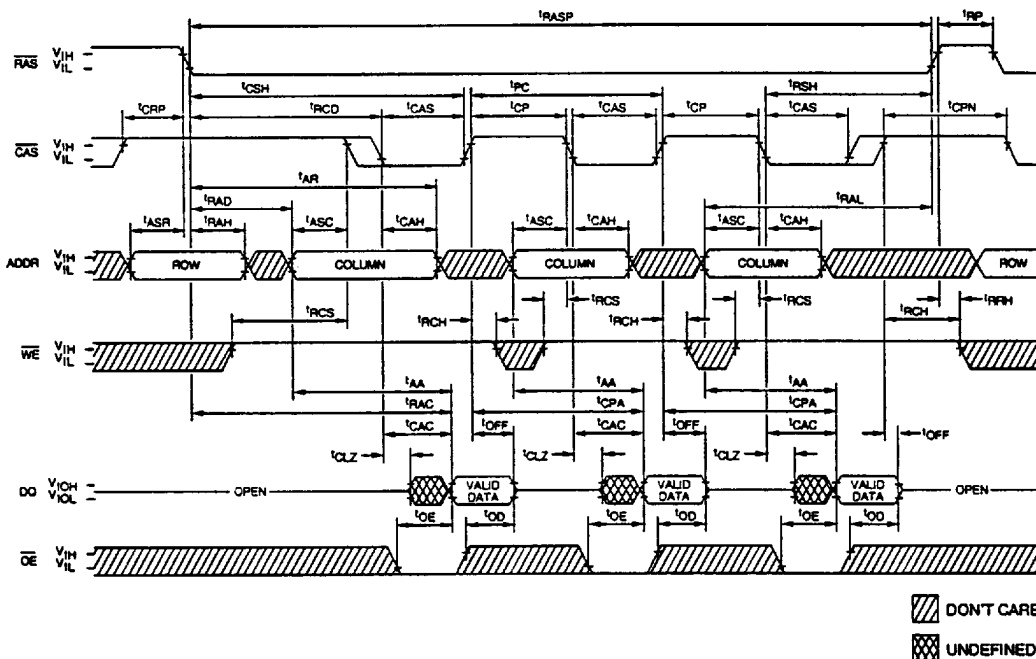 tRASP tRP
RAS VIH
VIL
tCSH tPC tRSH
tCRP tRCD tCAS tCP tCAS tCP tCAS tCPN
CAS VIH
VIL
tAR
tRAD tRAL
tASR tRAH tASC tCAH tASC tCAH tASC tCAH
ADDR VIH
VIL
ROW COLUMN COLUMN COLUMN ROW
tRCS tRCH tRCS tRCH tRCS tRCH tRRH
WE VIH
VIL
tAA tAA tAA
tRAC tCPA tCPA
tCAC tOFF tCAC tOFF tCAC tOFF
tCLZ tCLZ tCLZ
DQ VIOH
VIOL
OPEN VALID DATA VALID DATA VALID DATA OPEN
tOE tOD tOE tOD tOE tOD
OE VIH
VIL
DON'T CARE
UNDEFINED